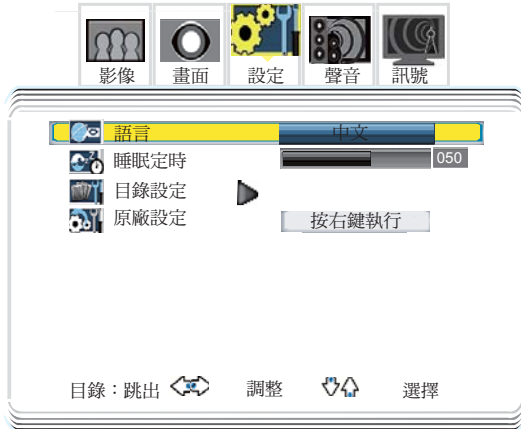 影像 畫面 設定 聲音 訊號
語言 中文
睡眠定時 050
目錄設定
原廠設定 按右鍵執行
目錄：跳出 調整 選擇